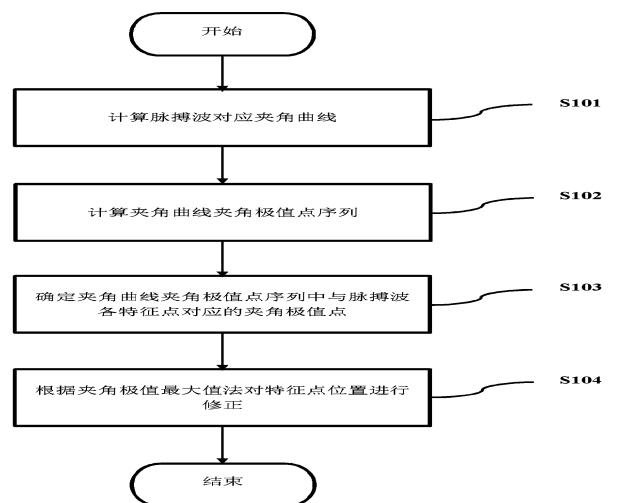 开始
计算脉搏波对应夹角曲线
S101
计算夹角曲线夹角极值点序列
S102
确定夹角曲线夹角极值点序列中与脉搏波
各特征点对应的夹角极值点
S103
根据夹角极值最大值法对特征点位置进行
修正
S104
结束